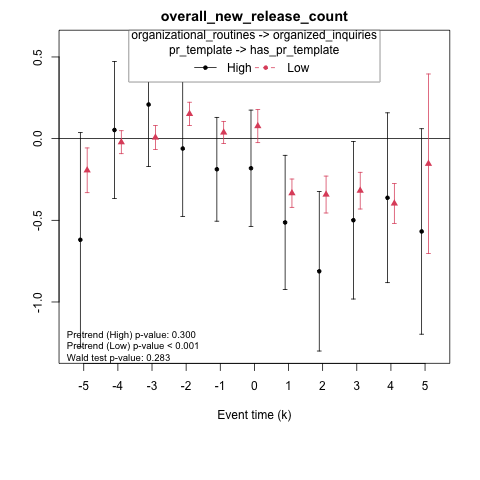 overall_new_release_count
organizational_routines -> organized_inquiries
pr_template -> has_pr_template
High Low
0.5
0.0
-0.5
-1.0
Pretrend (High) p-value: 0.300
Pretrend (Low) p-value < 0.001
Wald test p-value: 0.283
-5 -4 -3 -2 -1 0 1 2 3 4 5
Event time (k)